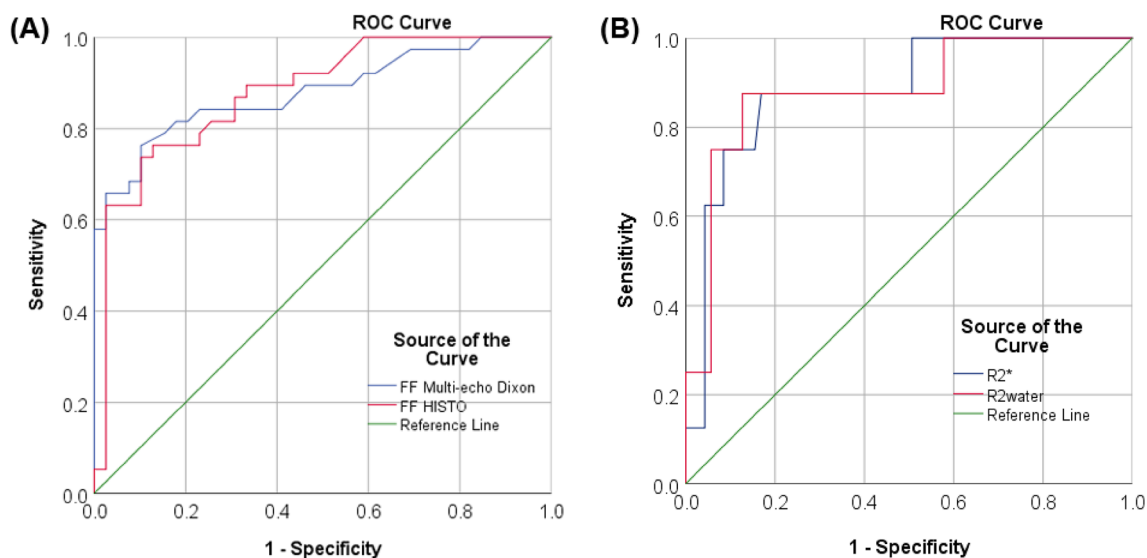 (A)
ROC Curve
1.0
0.8
0.6
0.4
0.2
0.0
Sensitivity
Source of the
Curve
FF Multi-echo Dixon
FF HISTO
Reference Line
0.0 0.2 0.4 0.6 0.8 1.0
1 - Specificity
(B)
ROC Curve
1.0
0.8
0.6
0.4
0.2
0.0
Sensitivity
Source of the
Curve
R2*
R2water
Reference Line
0.0 0.2 0.4 0.6 0.8 1.0
1 - Specificity